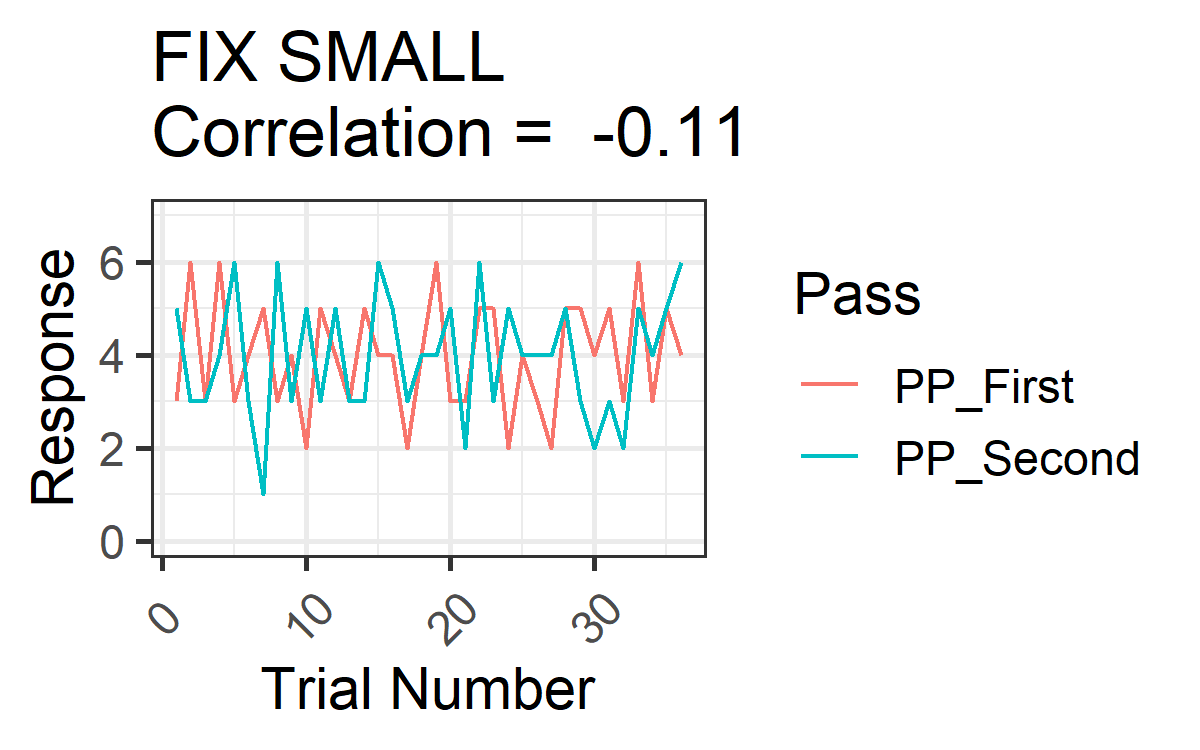 FIX SMALL
Correlation =  -0.11
Response
6
4
2
0
0
10
20
30
Trial Number
Pass
PP_First
PP_Second